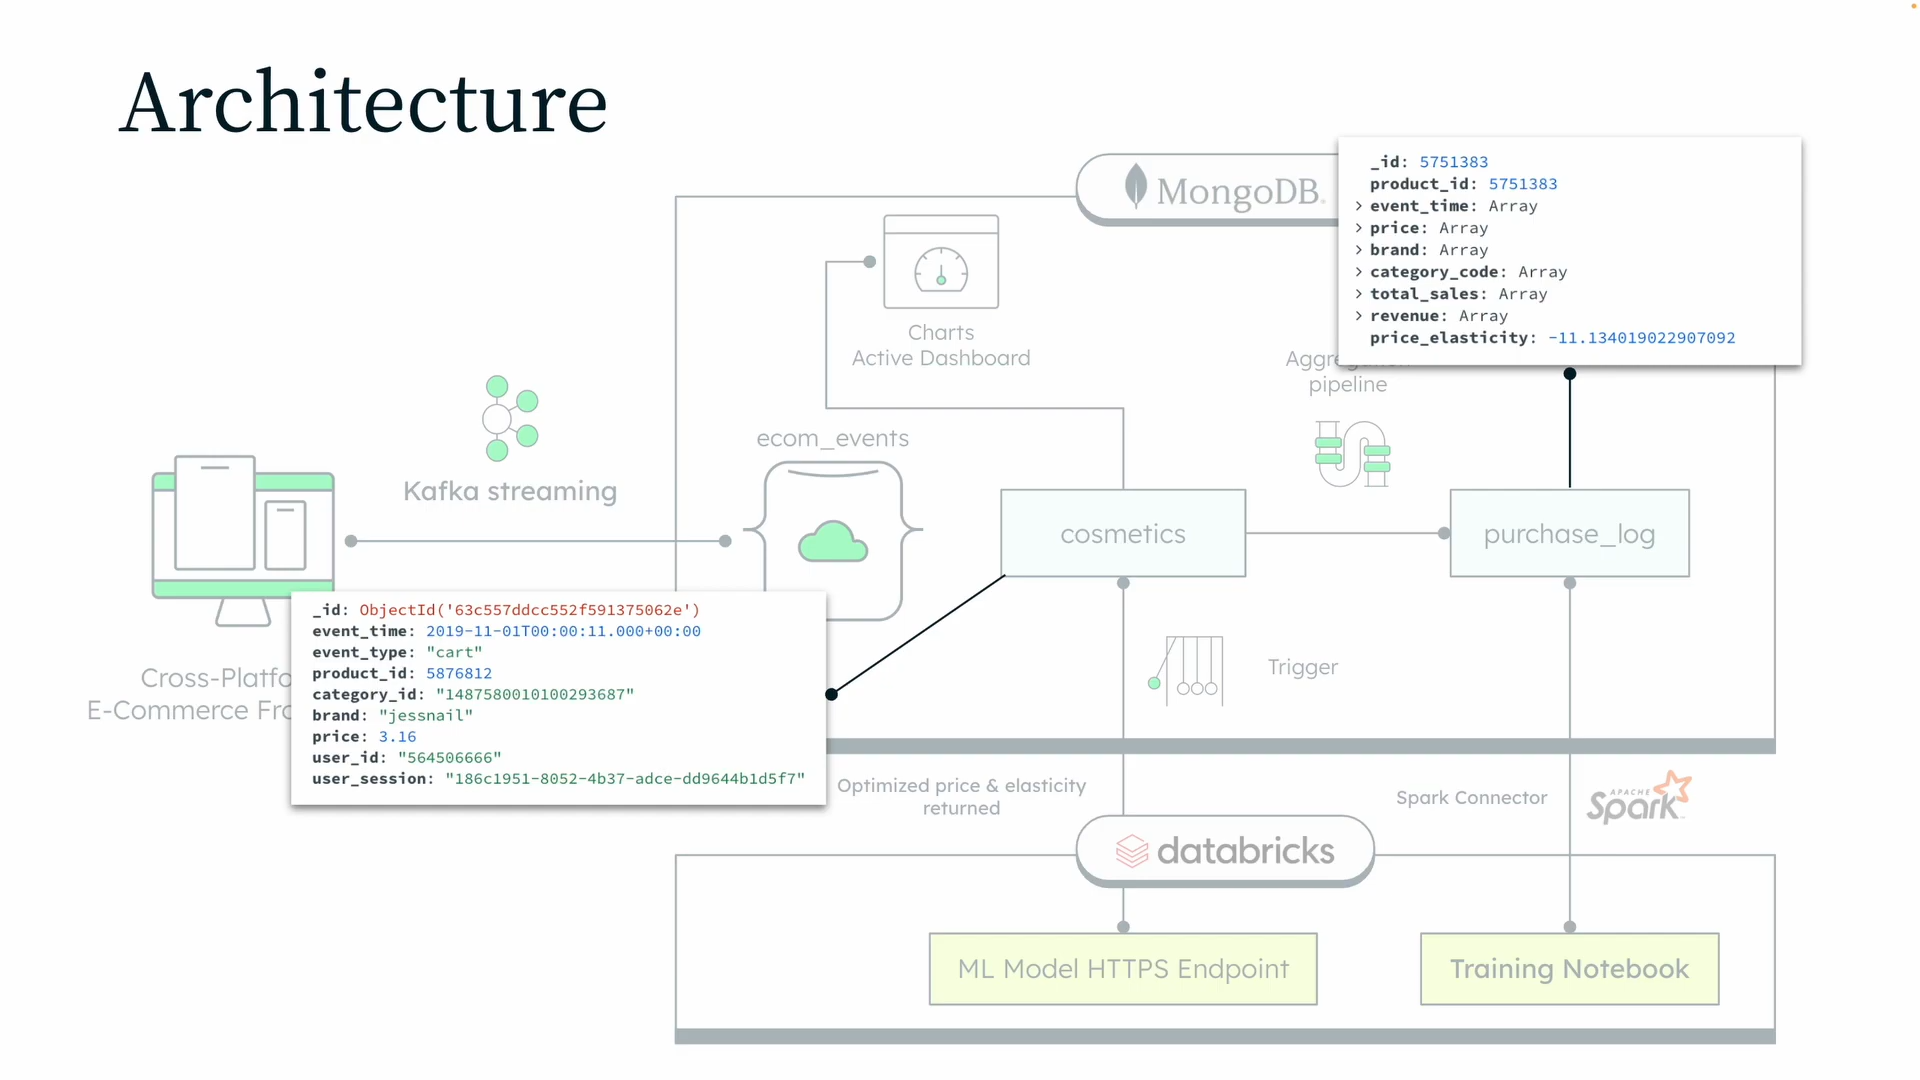 Architecture
MongoDB.
_id: 5751383
product_id: 5751383
> event_time: Array
> price: Array
> brand: Array
> category_code: Array
> total_sales: Array
> revenue: Array
price_elasticity: -11.134019022907092
Charts
Active Dashboard
pipeline
ecom_events
Kafka streaming
cosmetics
purchase_log
_id: ObjectId('63c557ddcc552f591375062e')
event_time: 2019-11-01T00:00:11.000+00:00
event_type: "cart"
product_id: 5876812
category_id: "1487580010100293687"
brand: "jessnail"
price: 3.16
user_id: "564506666"
user_session: "186c1951-8052-4b37-adce-dd9644b1d5f7"
Trigger
E-Commerce
Optimized price & elasticity
returned
Spark Connector
APACHE
Spark
databricks
ML Model HTTPS Endpoint
Training Notebook